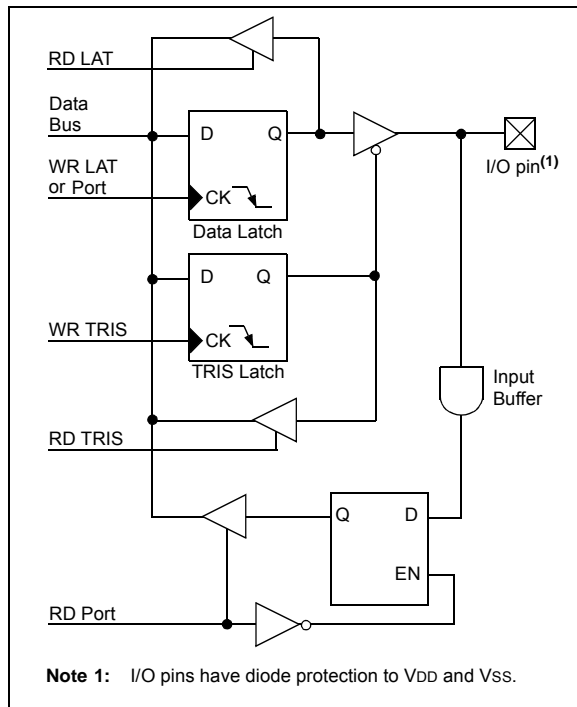 RD LAT
Data
Bus
D Q
WR LAT
or Port
CK
I/O pin(1)
Data Latch
D Q
WR TRIS
CK
TRIS Latch
Input
Buffer
RD TRIS
Q D
EN
RD Port
Note 1: I/O pins have diode protection to VDD and VSS.